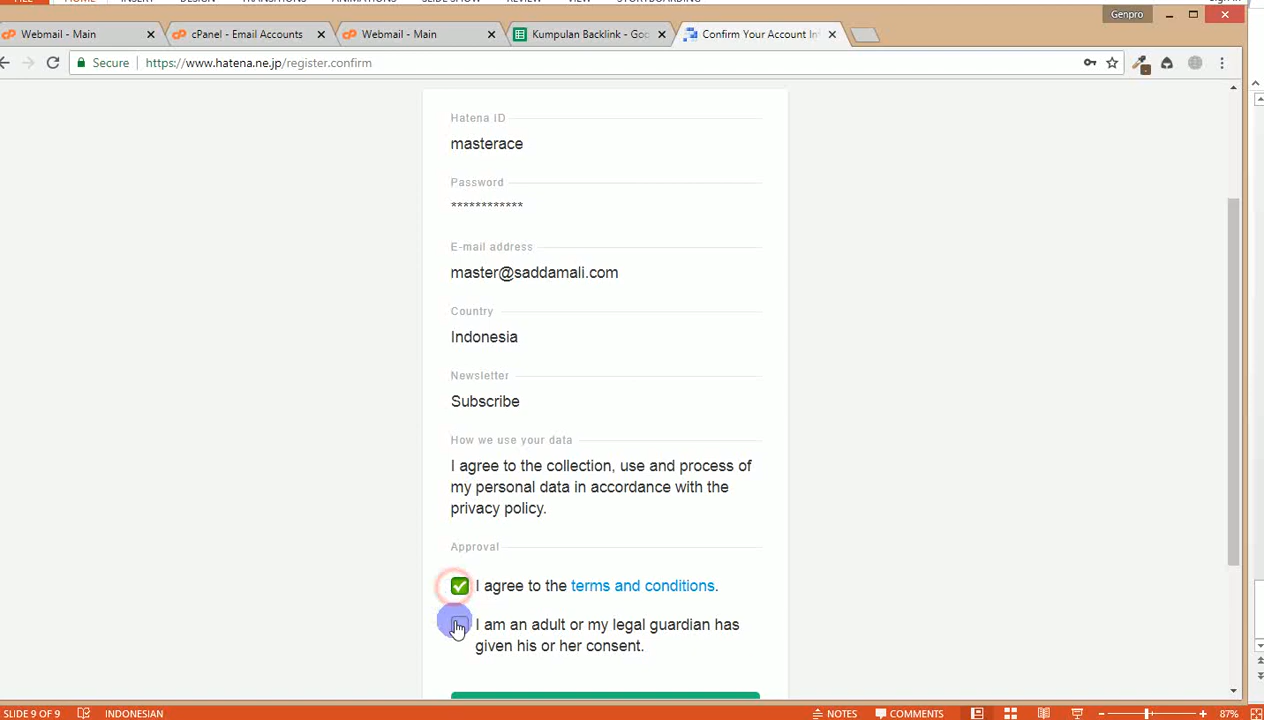 Genpro
Webmail - Main
cPanel - Email Accounts
Webmail - Main
Kumpulan Backlink - Goo
Confirm Your Account In
Secure
https://www.hatena.ne.jp/register.confirm
Hatena ID
masterace
Password
************
E-mail address
master@saddamali.com
Country
Indonesia
Newsletter
Subscribe
How we use your data
I agree to the collection, use and process of
my personal data in accordance with the
privacy policy.
Approval
I agree to the terms and conditions.
I am an adult or my legal guardian has
given his or her consent.
SLIDE 9 OF 9
INDONESIAN
NOTES
COMMENTS
87%